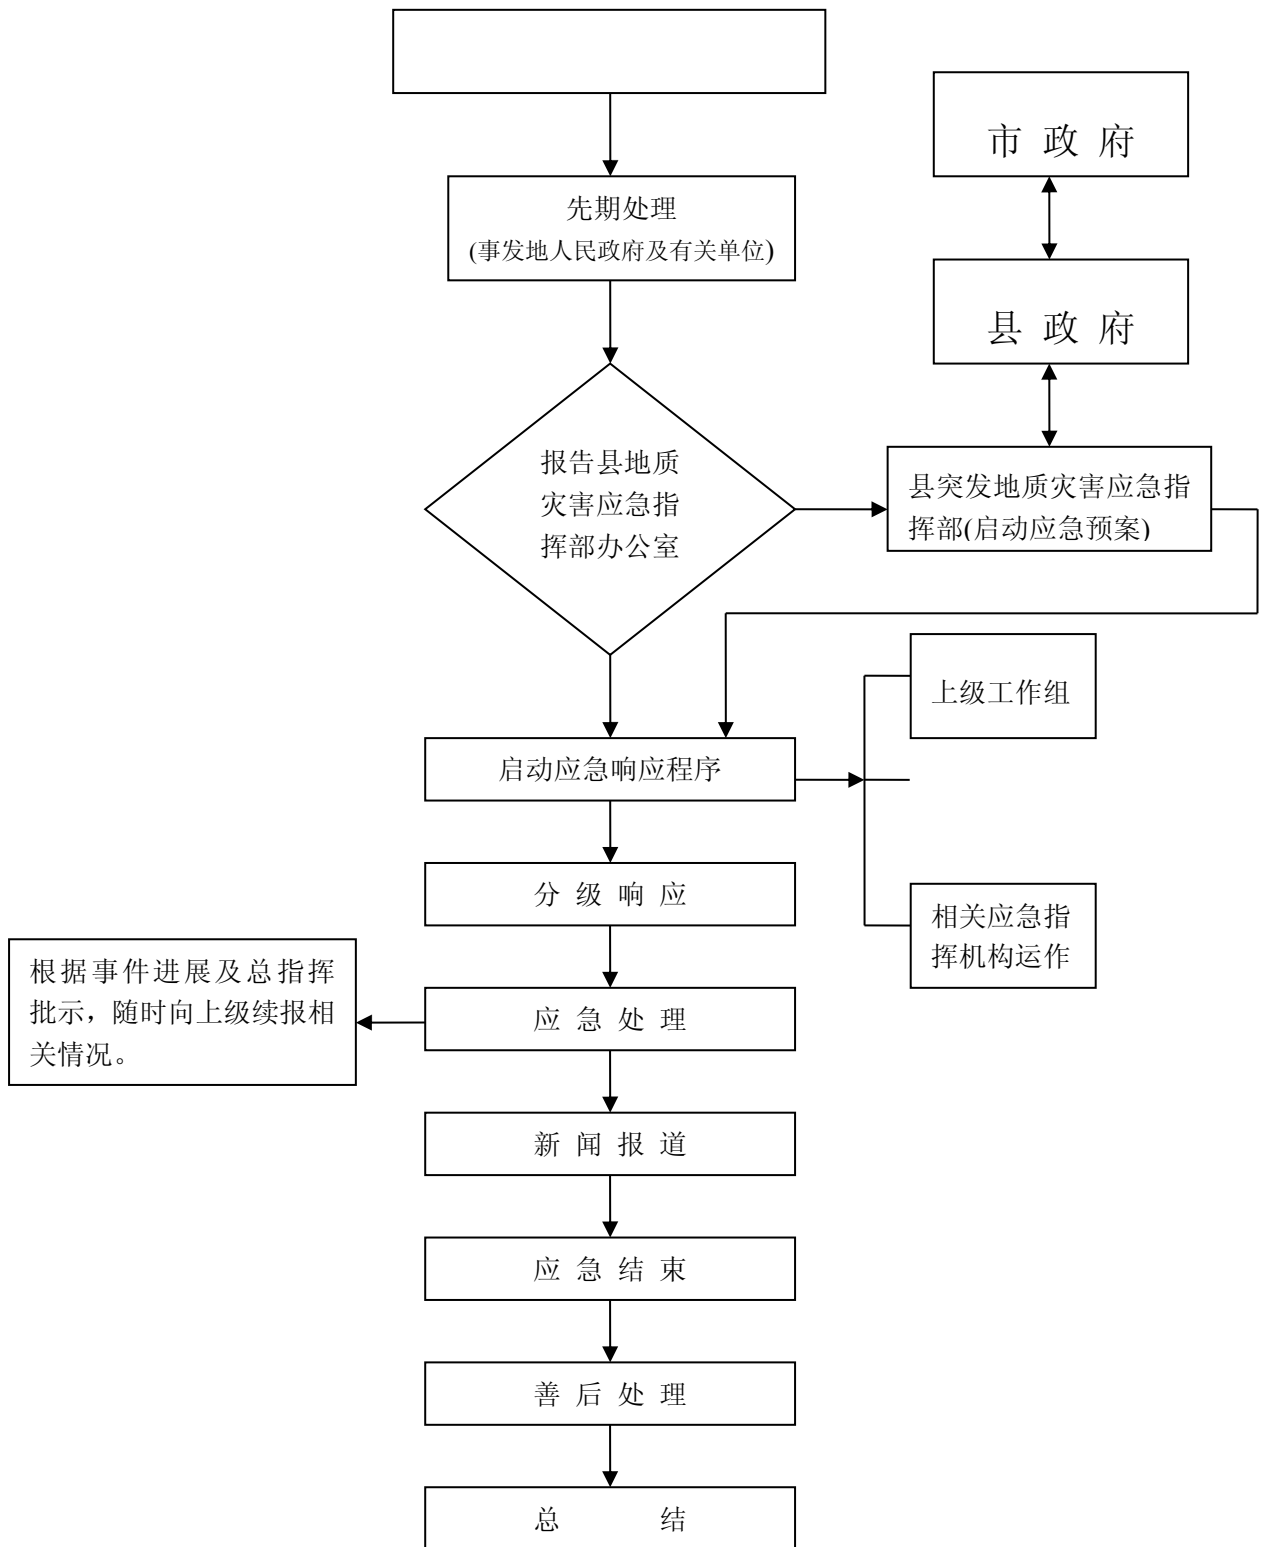 市 政 府
先期处理
(事发地人民政府及有关单位)
县 政 府
报告县地质
灾害应急指
挥部办公室
县突发地质灾害应急指
挥部(启动应急预案)
上级工作组
启动应急响应程序
分 级 响 应
相关应急指
挥机构运作
根据事件进展及总指挥
批示，随时向上级续报相
关情况。
应 急 处 理
新 闻 报 道
应 急 结 束
善 后 处 理
总 结